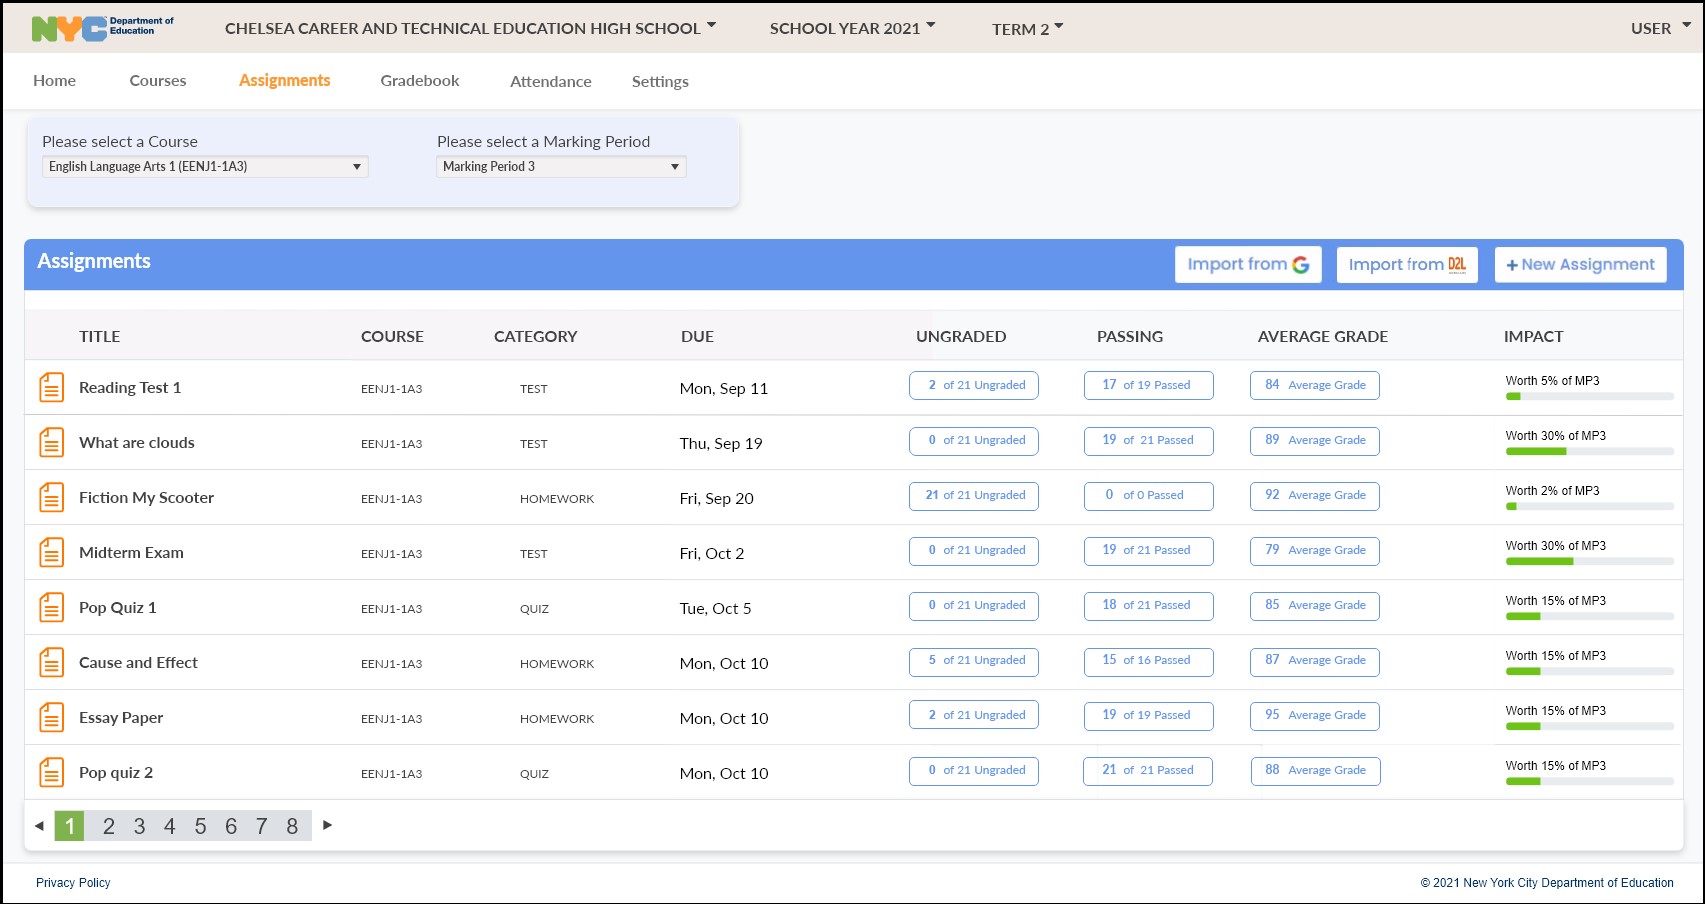 NYC Department of Education
CHELSEA CAREER AND TECHNICAL EDUCATION HIGH SCHOOL SCHOOL YEAR 2021 TERM 2 USER
Home Courses Assignments Gradebook Attendance Settings
Please select a Course Please select a Marking Period
English Language Arts 1 (EENJ1-1A3) Marking Period 3
Assignments Import from G Import from D2L + New Assignment
TITLE COURSE CATEGORY DUE UNGRADED PASSING AVERAGE GRADE IMPACT
Reading Test 1 EENJ1-1A3 TEST Mon, Sep 11 2 of 21 Ungraded 17 of 19 Passed 84 Average Grade Worth 5% of MP3
What are clouds EENJ1-1A3 TEST Thu, Sep 19 0 of 21 Ungraded 19 of 21 Passed 89 Average Grade Worth 30% of MP3
Fiction My Scooter EENJ1-1A3 HOMEWORK Fri, Sep 20 21 of 21 Ungraded 0 of 0 Passed 92 Average Grade Worth 2% of MP3
Midterm Exam EENJ1-1A3 TEST Fri, Oct 2 0 of 21 Ungraded 19 of 21 Passed 79 Average Grade Worth 30% of MP3
Pop Quiz 1 EENJ1-1A3 QUIZ Tue, Oct 5 0 of 21 Ungraded 18 of 21 Passed 85 Average Grade Worth 15% of MP3
Cause and Effect EENJ1-1A3 HOMEWORK Mon, Oct 10 5 of 21 Ungraded 15 of 16 Passed 87 Average Grade Worth 15% of MP3
Essay Paper EENJ1-1A3 HOMEWORK Mon, Oct 10 2 of 21 Ungraded 19 of 19 Passed 95 Average Grade Worth 15% of MP3
Pop quiz 2 EENJ1-1A3 QUIZ Mon, Oct 10 0 of 21 Ungraded 21 of 21 Passed 88 Average Grade Worth 15% of MP3
1 2 3 4 5 6 7 8
Privacy Policy © 2021 New York City Department of Education